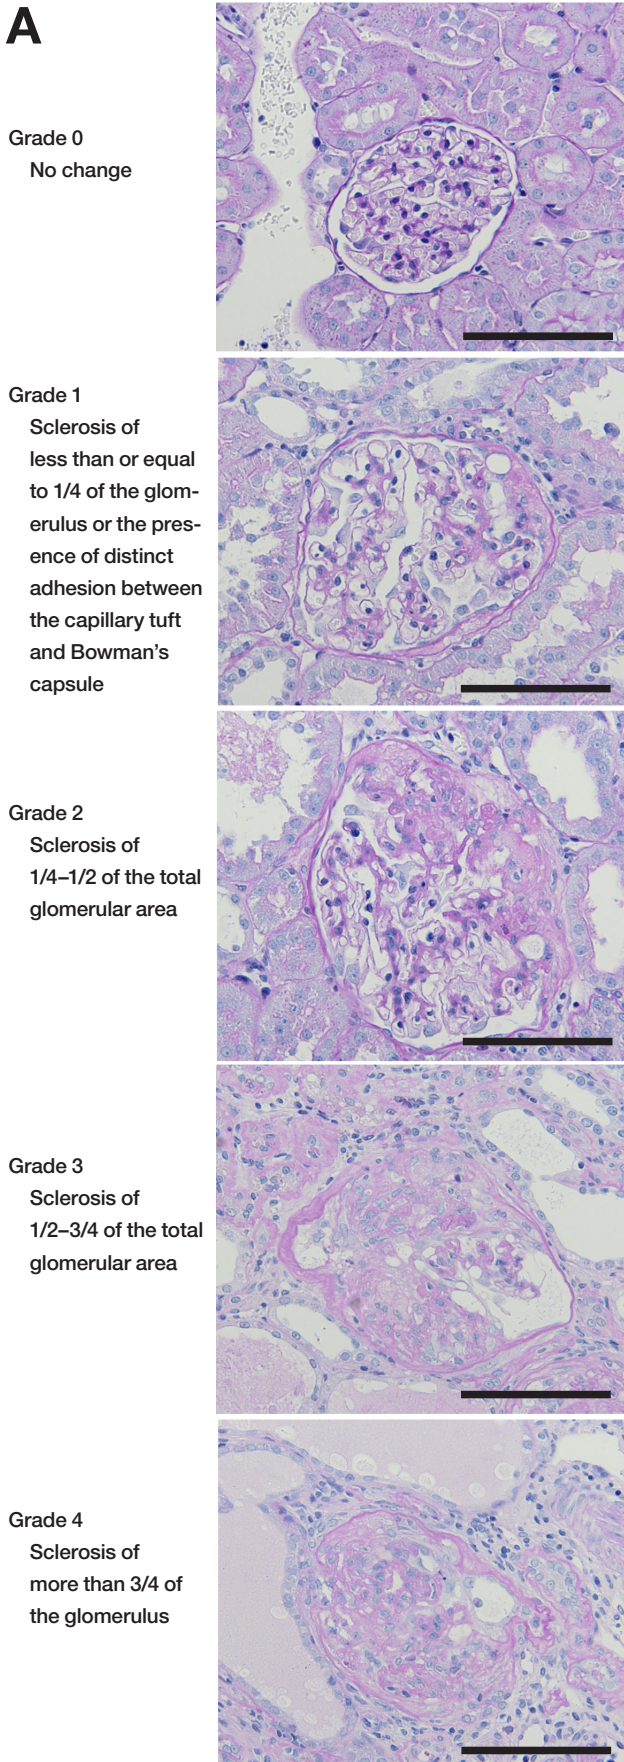 A
Grade 0
No change
Grade 1
Sclerosis of
less than or equal
to 1/4 of the glom-
erulus or the pres-
ence of distinct
adhesion between
the capillary tuft
and Bowman's
capsule
Grade 2
Sclerosis of
1/4–1/2 of the total
glomerular area
Grade 3
Sclerosis of
1/2–3/4 of the total
glomerular area
Grade 4
Sclerosis of
more than 3/4 of
the glomerulus